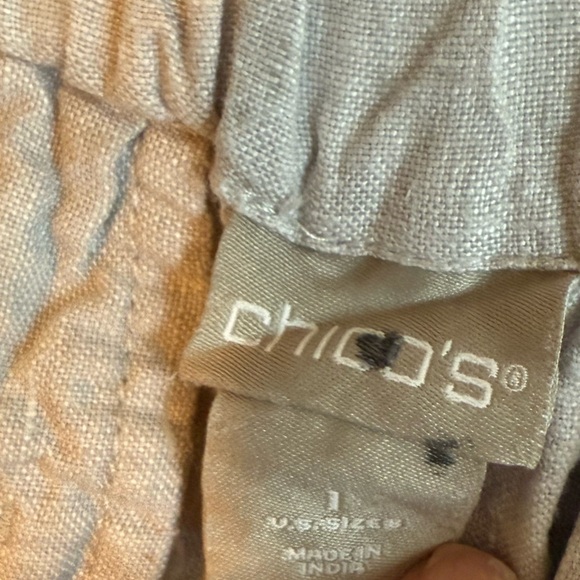 chico's®
1
U.S. SIZE 8
MADE IN
INDIA